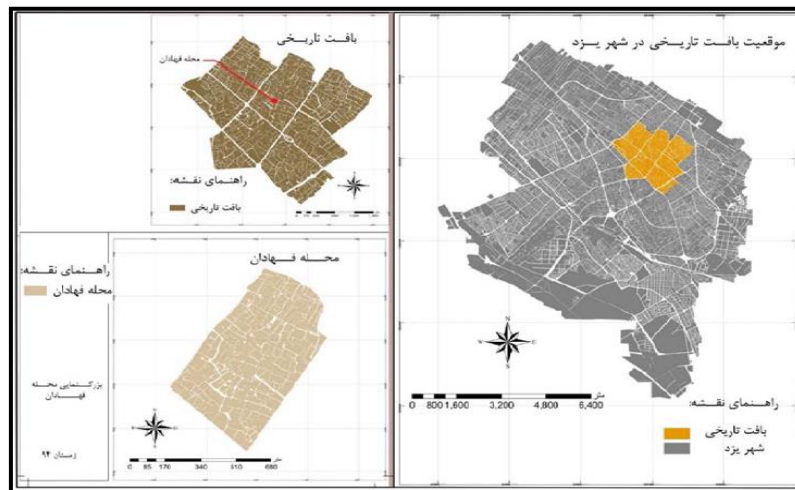 موقعیت بافت تاریخی در شهر یزد
N
W
S
متر
0 800 1,600 3,200 4,800 6,400
راهنمای نقشه:
بافت تاریخی
شهر یزد
بافت تاریخی
محله فهادان
راهنمای نقشه:
بافت تاریخی
محله فهادان
راهنمای نقشه:
محله فهادان
بزرگنمایی محله
فهادان
زمستان ۹۴
متر
0 85 170 340 510 680